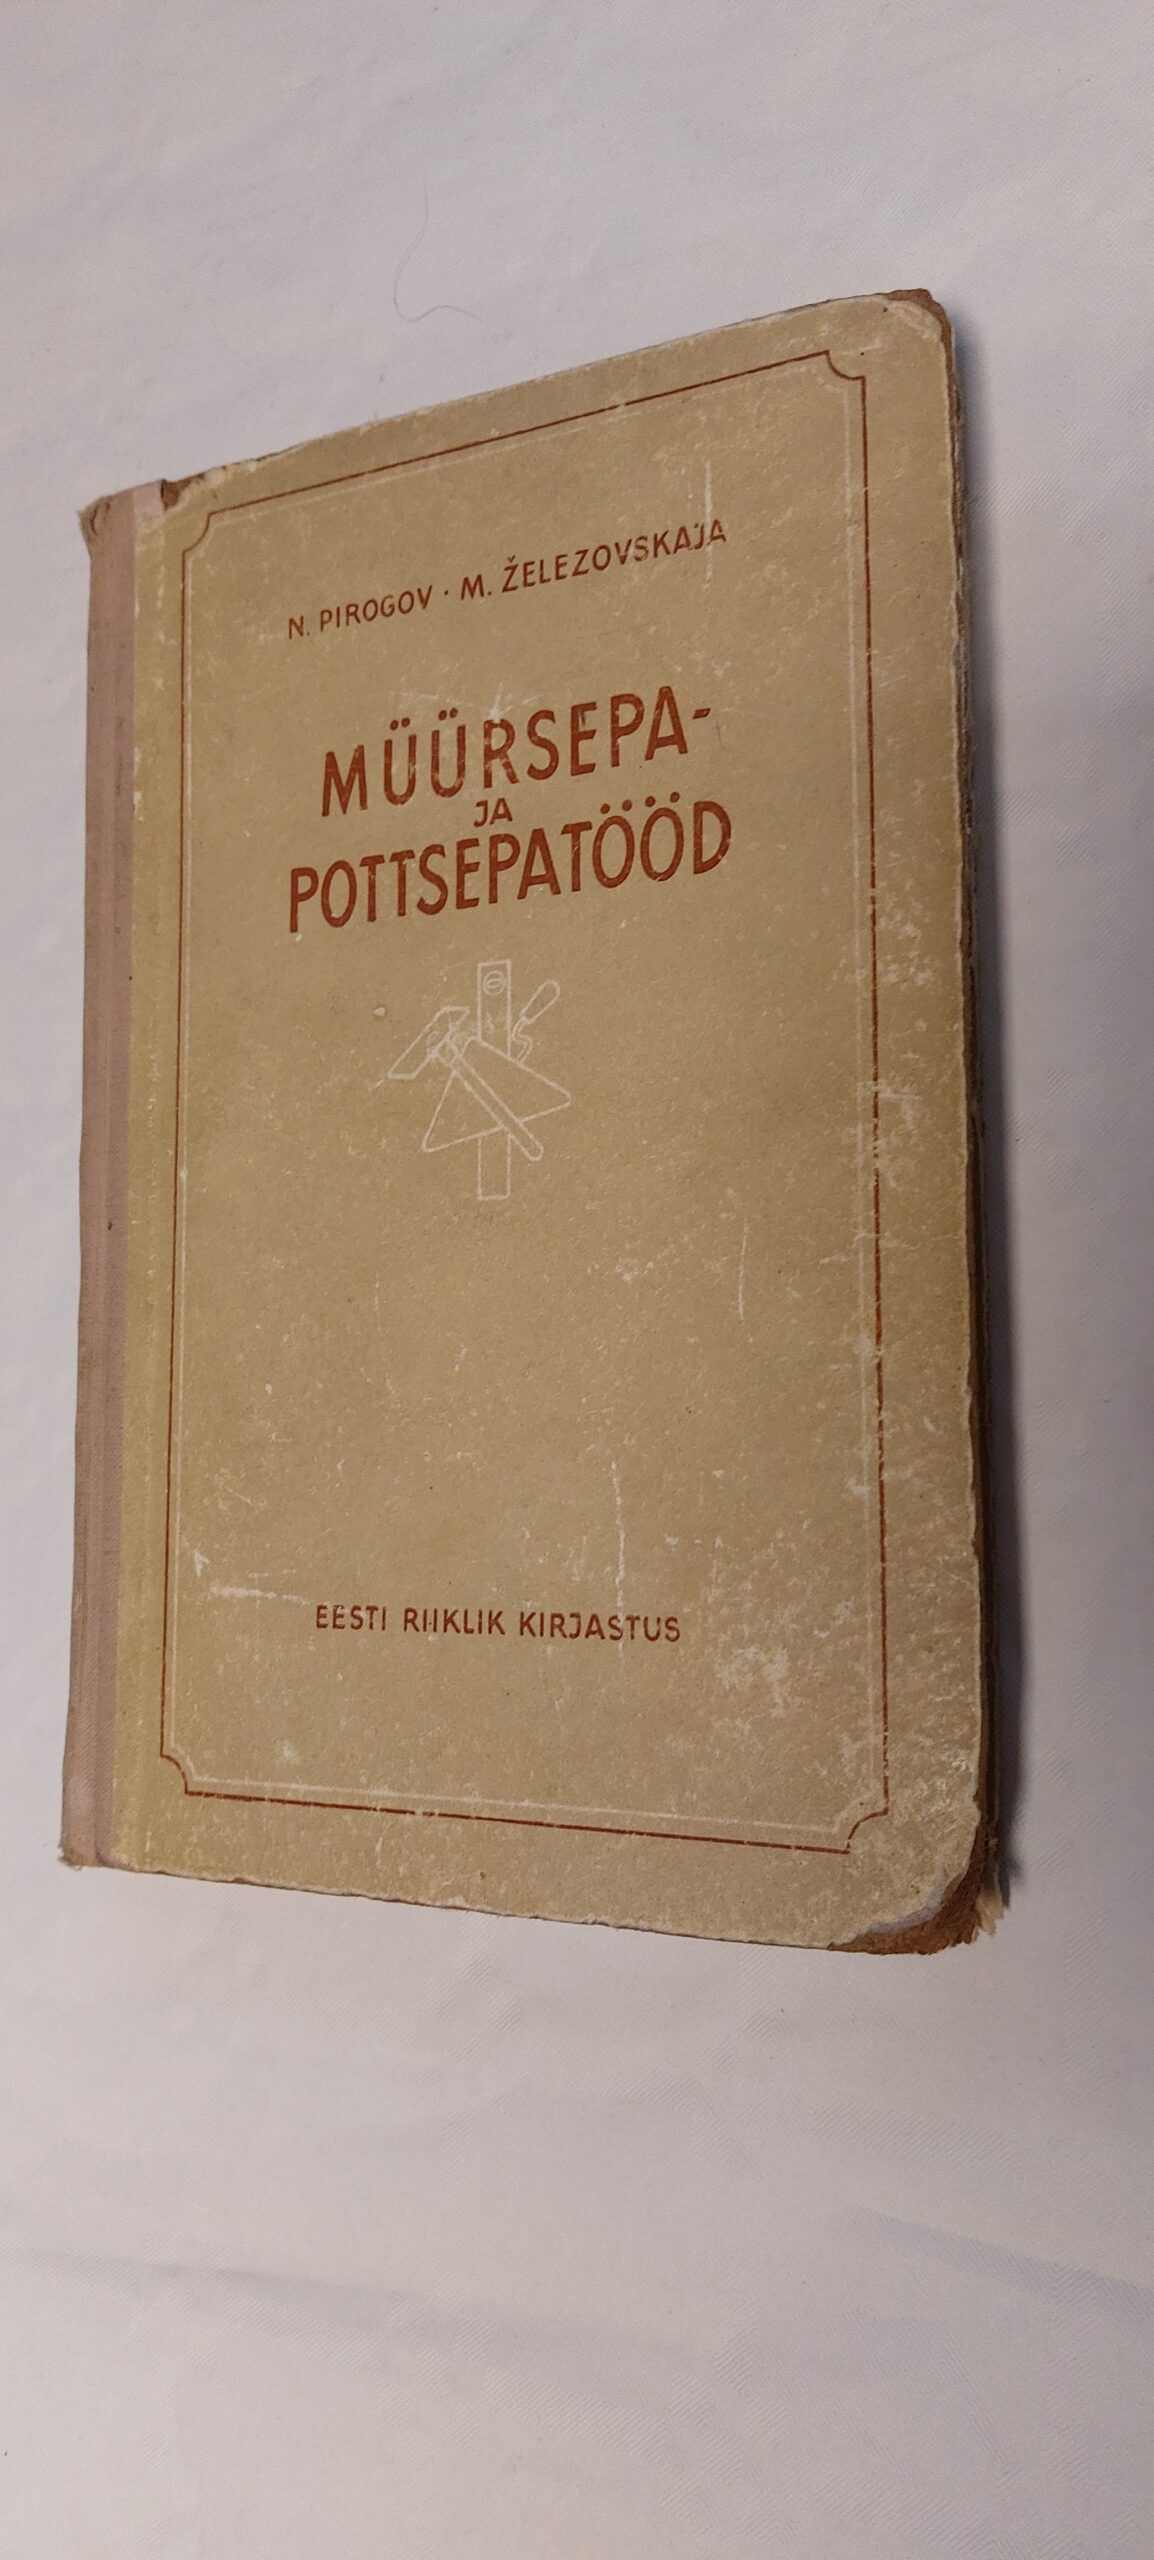 N. PIROGOV · M. ŽELEZOVSKAJA
MÜÜRSEPA-
JA
POTTSEPATÖÖD
EESTI RIIKLIK KIRJASTUS